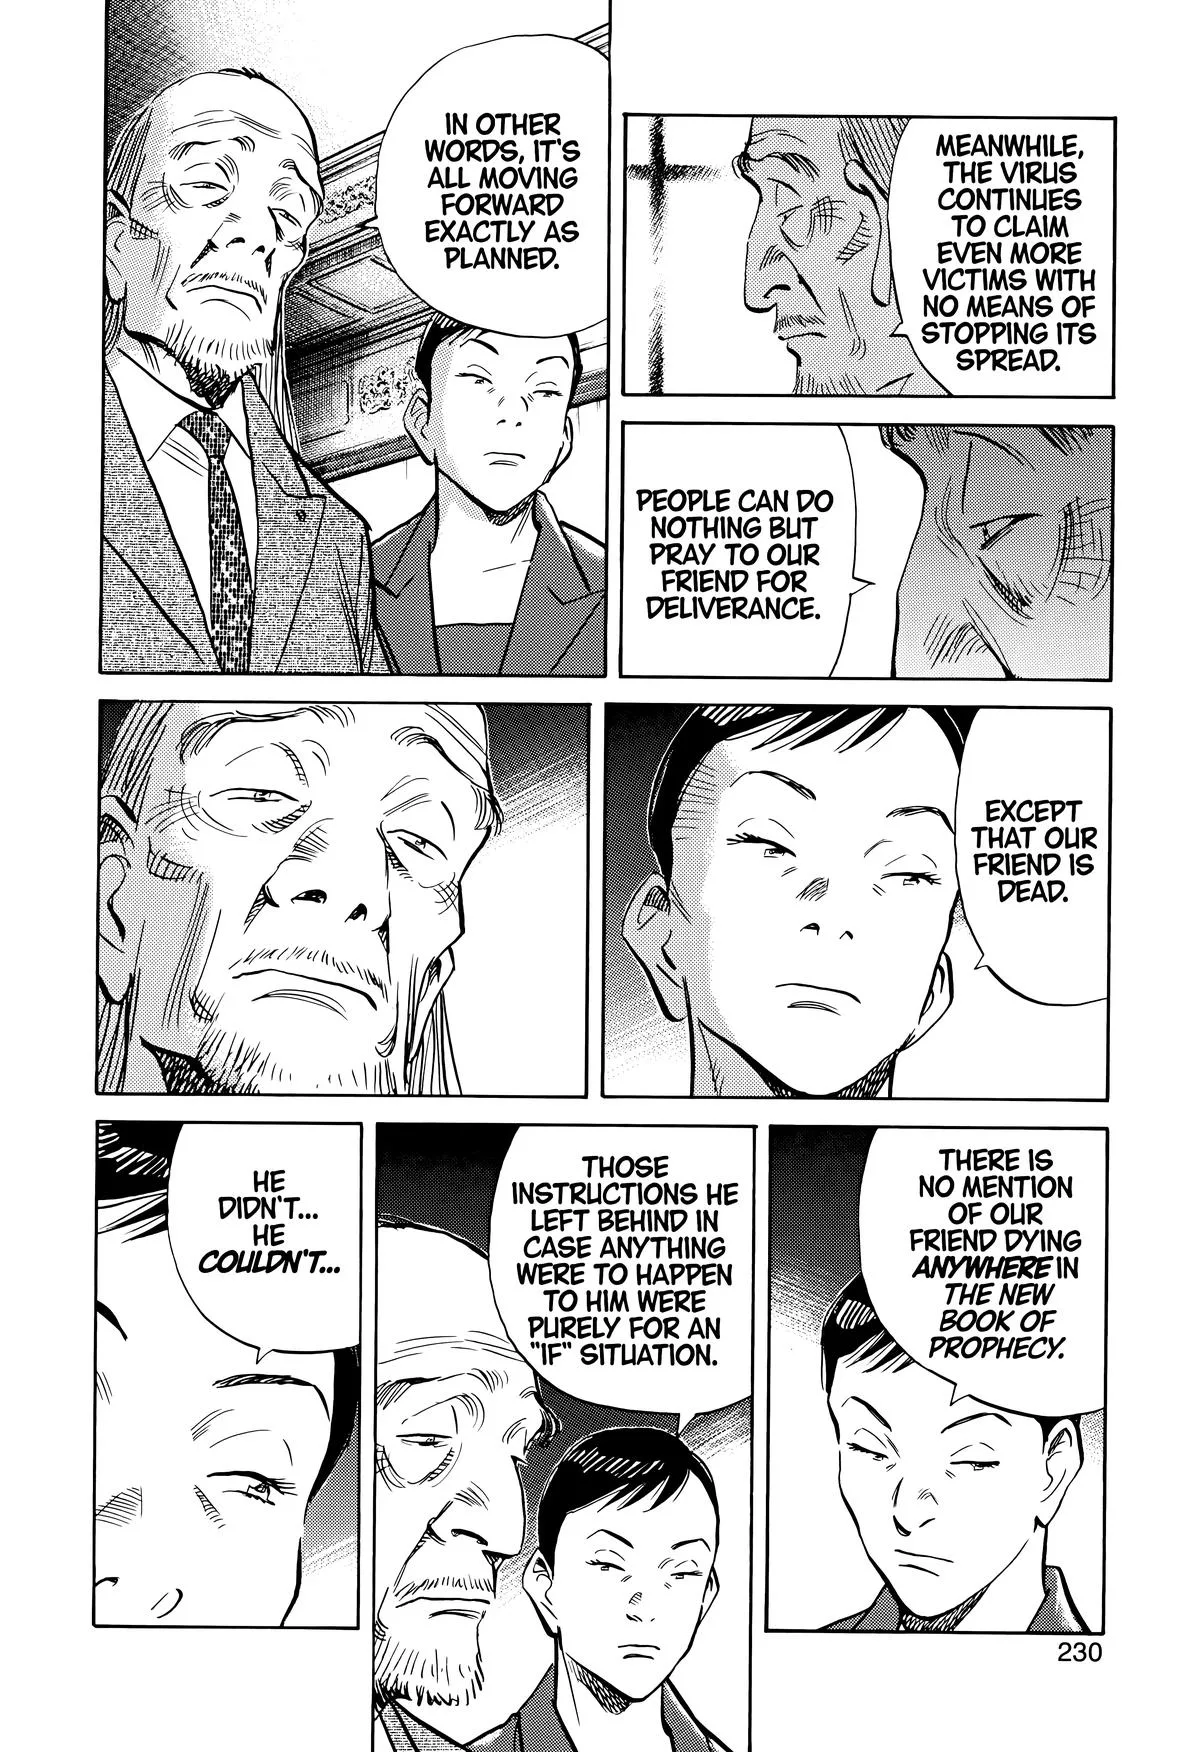 MEANWHILE,
THE VIRUS
CONTINUES
TO CLAIM
EVEN MORE
VICTIMS WITH
NO MEANS OF
STOPPING ITS
SPREAD.
PEOPLE CAN DO
NOTHING BUT
PRAY TO OUR
FRIEND FOR
DELIVERANCE.
IN OTHER
WORDS, IT'S
ALL MOVING
FORWARD
EXACTLY AS
PLANNED.
EXCEPT
THAT OUR
FRIEND IS
DEAD.
THERE IS
NO MENTION
OF OUR
FRIEND DYING
ANYWHERE IN
THE NEW
BOOK OF
PROPHECY.
THOSE
INSTRUCTIONS HE
LEFT BEHIND IN
CASE ANYTHING
WERE TO HAPPEN
TO HIM WERE
PURELY FOR AN
"IF" SITUATION.
HE
DIDN'T...
HE
COULDN'T...
230